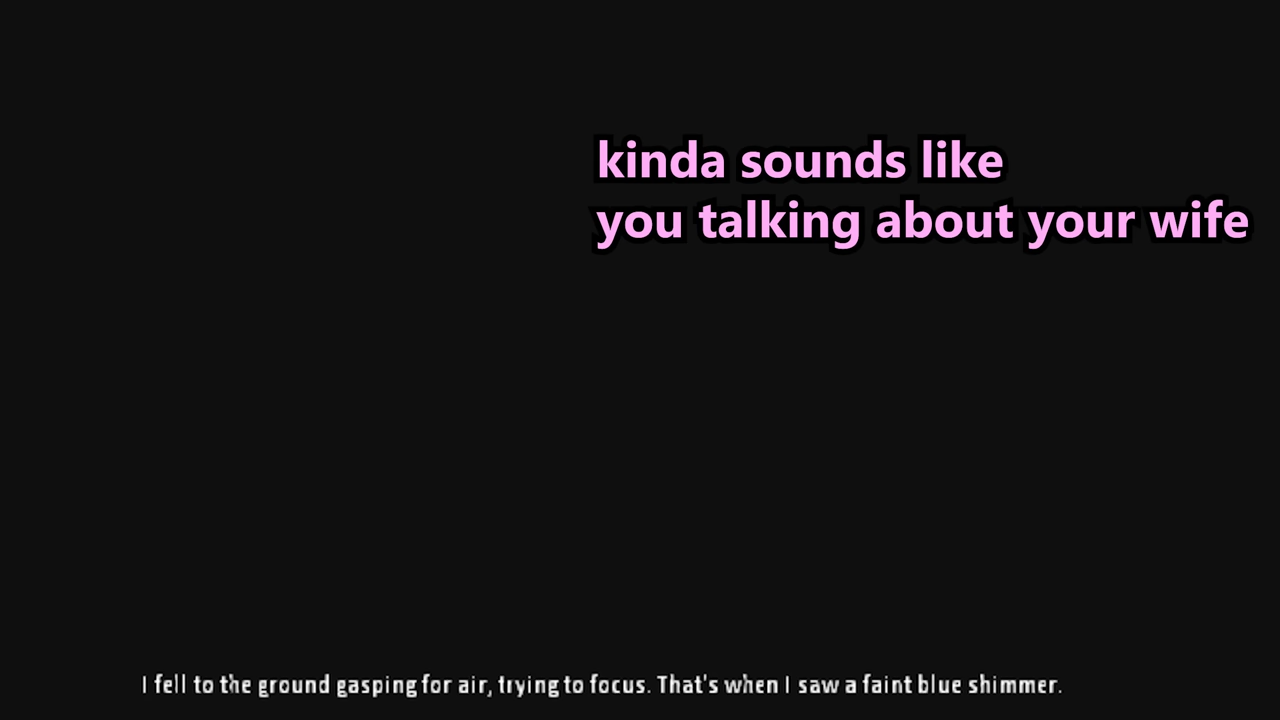 kinda sounds like
you talking about your wife
I fell to the ground gasping for air, trying to focus. That's when I saw a faint blue shimmer.